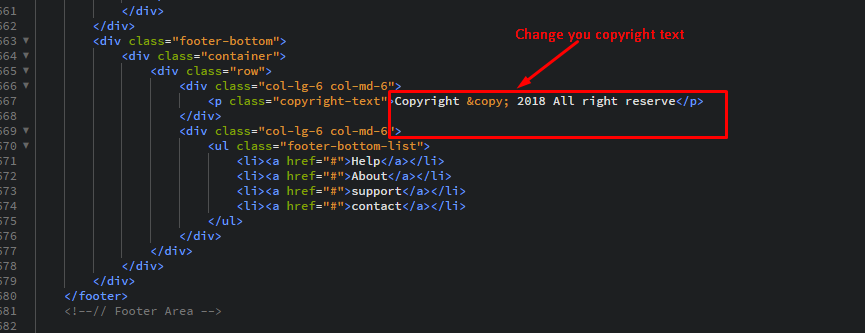 561 </div>
562 </div>
563 <div class="footer-bottom">
564 <div class="container">
565 <div class="row">
566 <div class="col-lg-6 col-md-6">
567 <p class="copyright-text">Copyright &copy; 2018 All right reserve</p>
568 </div>
569 <div class="col-lg-6 col-md-6">
570 <ul class="footer-bottom-list">
571 <li><a href="#">Help</a></li>
572 <li><a href="#">About</a></li>
573 <li><a href="#">support</a></li>
574 <li><a href="#">contact</a></li>
575 </ul>
576 </div>
577 </div>
578 </div>
579 </div>
580 </footer>
581 <!--// Footer Area -->
582
Change you copyright text